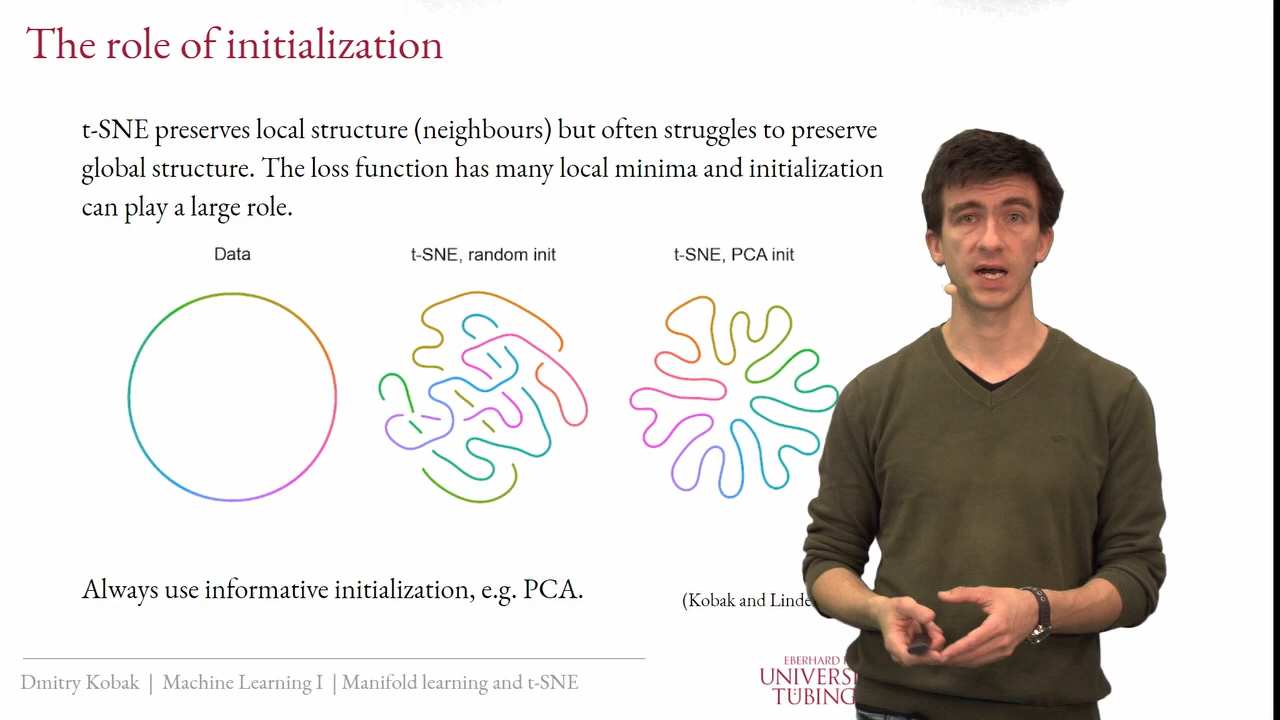 The role of initialization
t-SNE preserves local structure (neighbours) but often struggles to preserve
global structure. The loss function has many local minima and initialization
can play a large role.
Data
t-SNE, random init
t-SNE, PCA init
Always use informative initialization, e.g. PCA.
(Kobak and
Dmitry Kobak | Machine Learning I | Manifold learning and t-SNE
EBERHARD
TÜBING